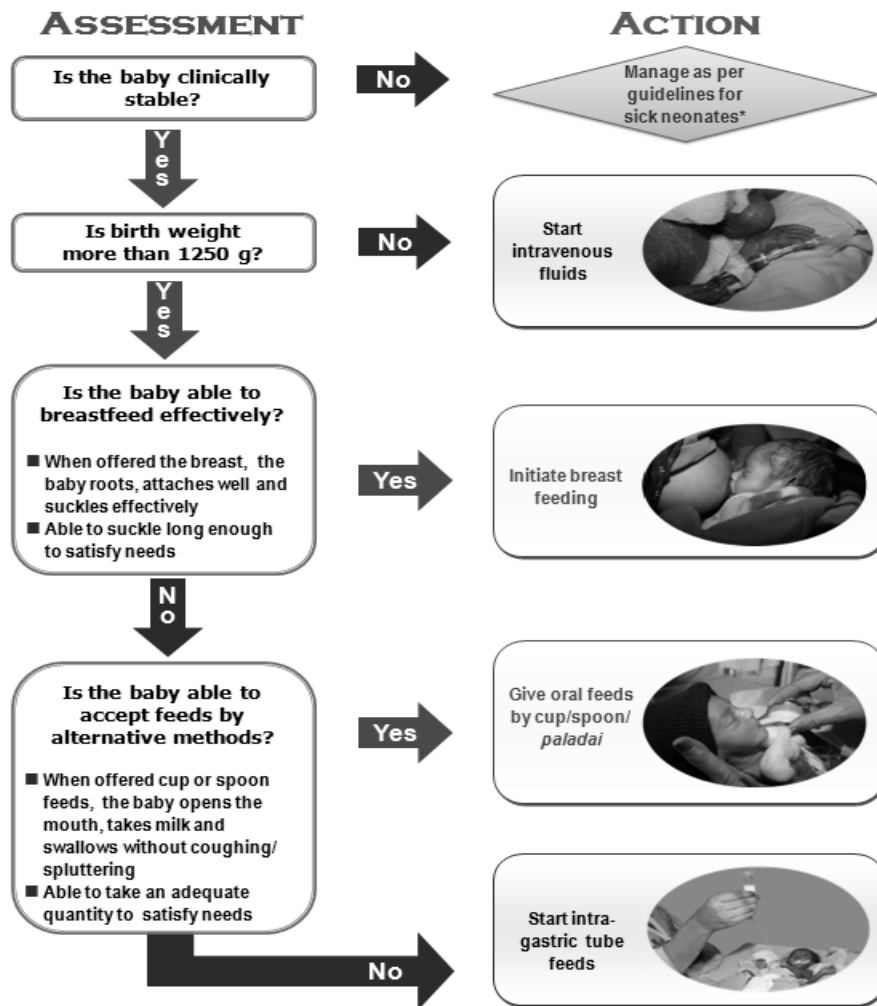 ASSESSMENT
ACTION
Is the baby clinically
stable?
No
Manage as per
guidelines for
sick neonates*
Yes
Is birth weight
more than 1250 g?
No
Start
intravenous
fluids
Yes
Is the baby able to
breastfeed effectively?
■ When offered the breast, the
baby roots, attaches well and
suckles effectively
■ Able to suckle long enough
to satisfy needs
Yes
Initiate breast
feeding
No
Is the baby able to
accept feeds by
alternative methods?
■ When offered cup or spoon
feeds, the baby opens the
mouth, takes milk and
swallows without coughing/
spluttering
■ Able to take an adequate
quantity to satisfy needs
Yes
Give oral feeds
by cup/spoon/
paladai
No
Start intra-
gastric tube
feeds